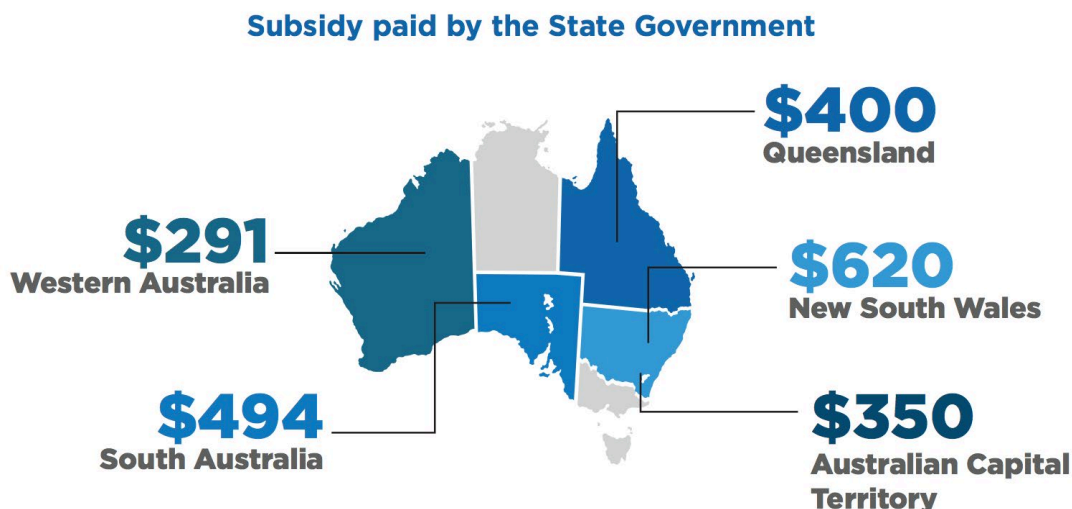 Subsidy paid by the State Government
$400
Queensland
$291
Western Australia
$620
New South Wales
$494
South Australia
$350
Australian Capital
Territory